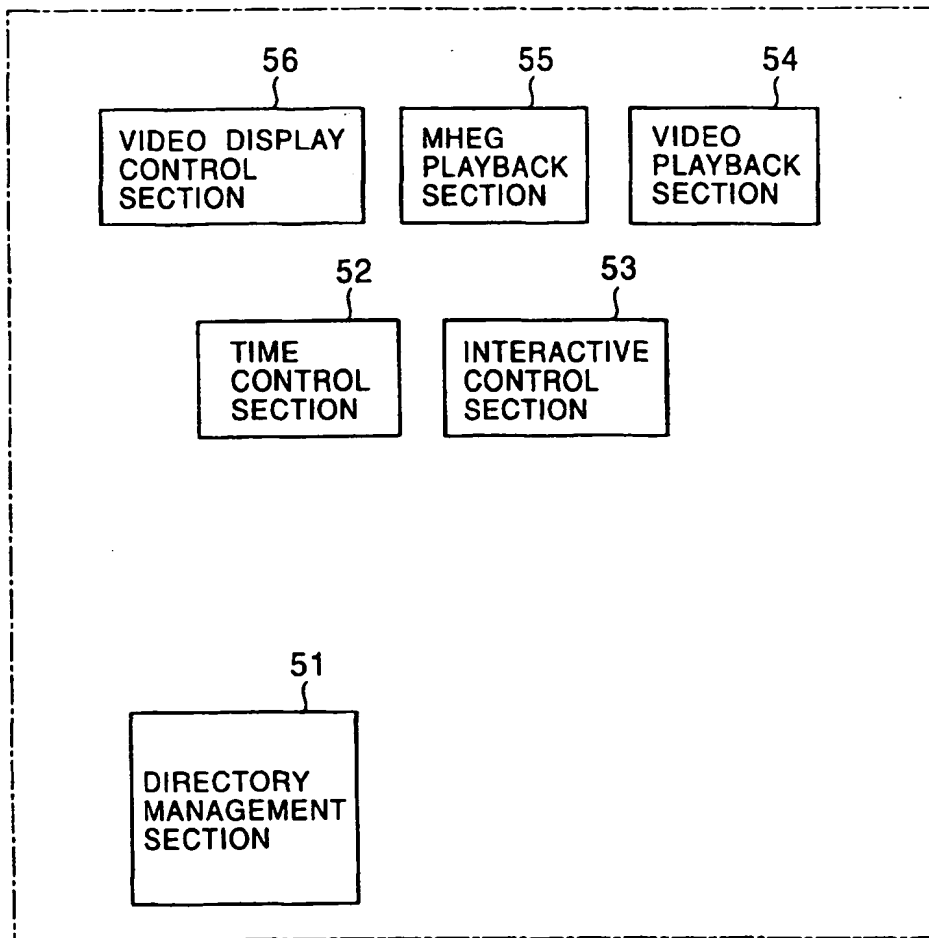 56
55
54
VIDEO DISPLAY
CONTROL
SECTION
MHEG
PLAYBACK
SECTION
VIDEO
PLAYBACK
SECTION
52
53
TIME
CONTROL
SECTION
INTERACTIVE
CONTROL
SECTION
51
DIRECTORY
MANAGEMENT
SECTION